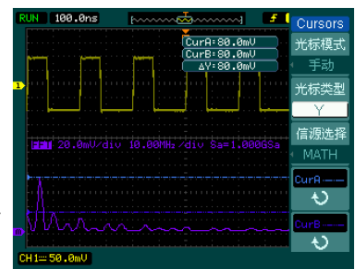 RUN 100.0ns f
Cursors
CurA=80.0mV
CurB=80.0mV
ΔY=80.0mV
光标模式
手动
光标类型
Y
信源选择
MATH
1
FFT 20.0mV/div 10.00MHz/div Sa=1.000GSa
CurA--
CurB--
CH1=50.0mV